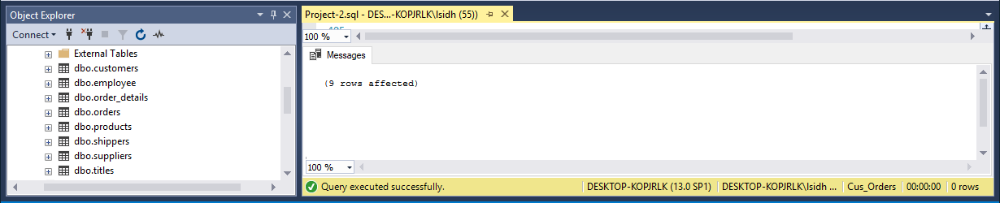 Object Explorer
Connect
External Tables
dbo.customers
dbo.employee
dbo.order_details
dbo.orders
dbo.products
dbo.shippers
dbo.suppliers
dbo.titles
Project-2.sql - DES...-KOPJRLK\lsidh (55))
100 %
Messages
(9 rows affected)
100 %
Query executed successfully.
DESKTOP-KOPJRLK (13.0 SP1)
DESKTOP-KOPJRLK\lsidh ...
Cus_Orders
00:00:00
0 rows